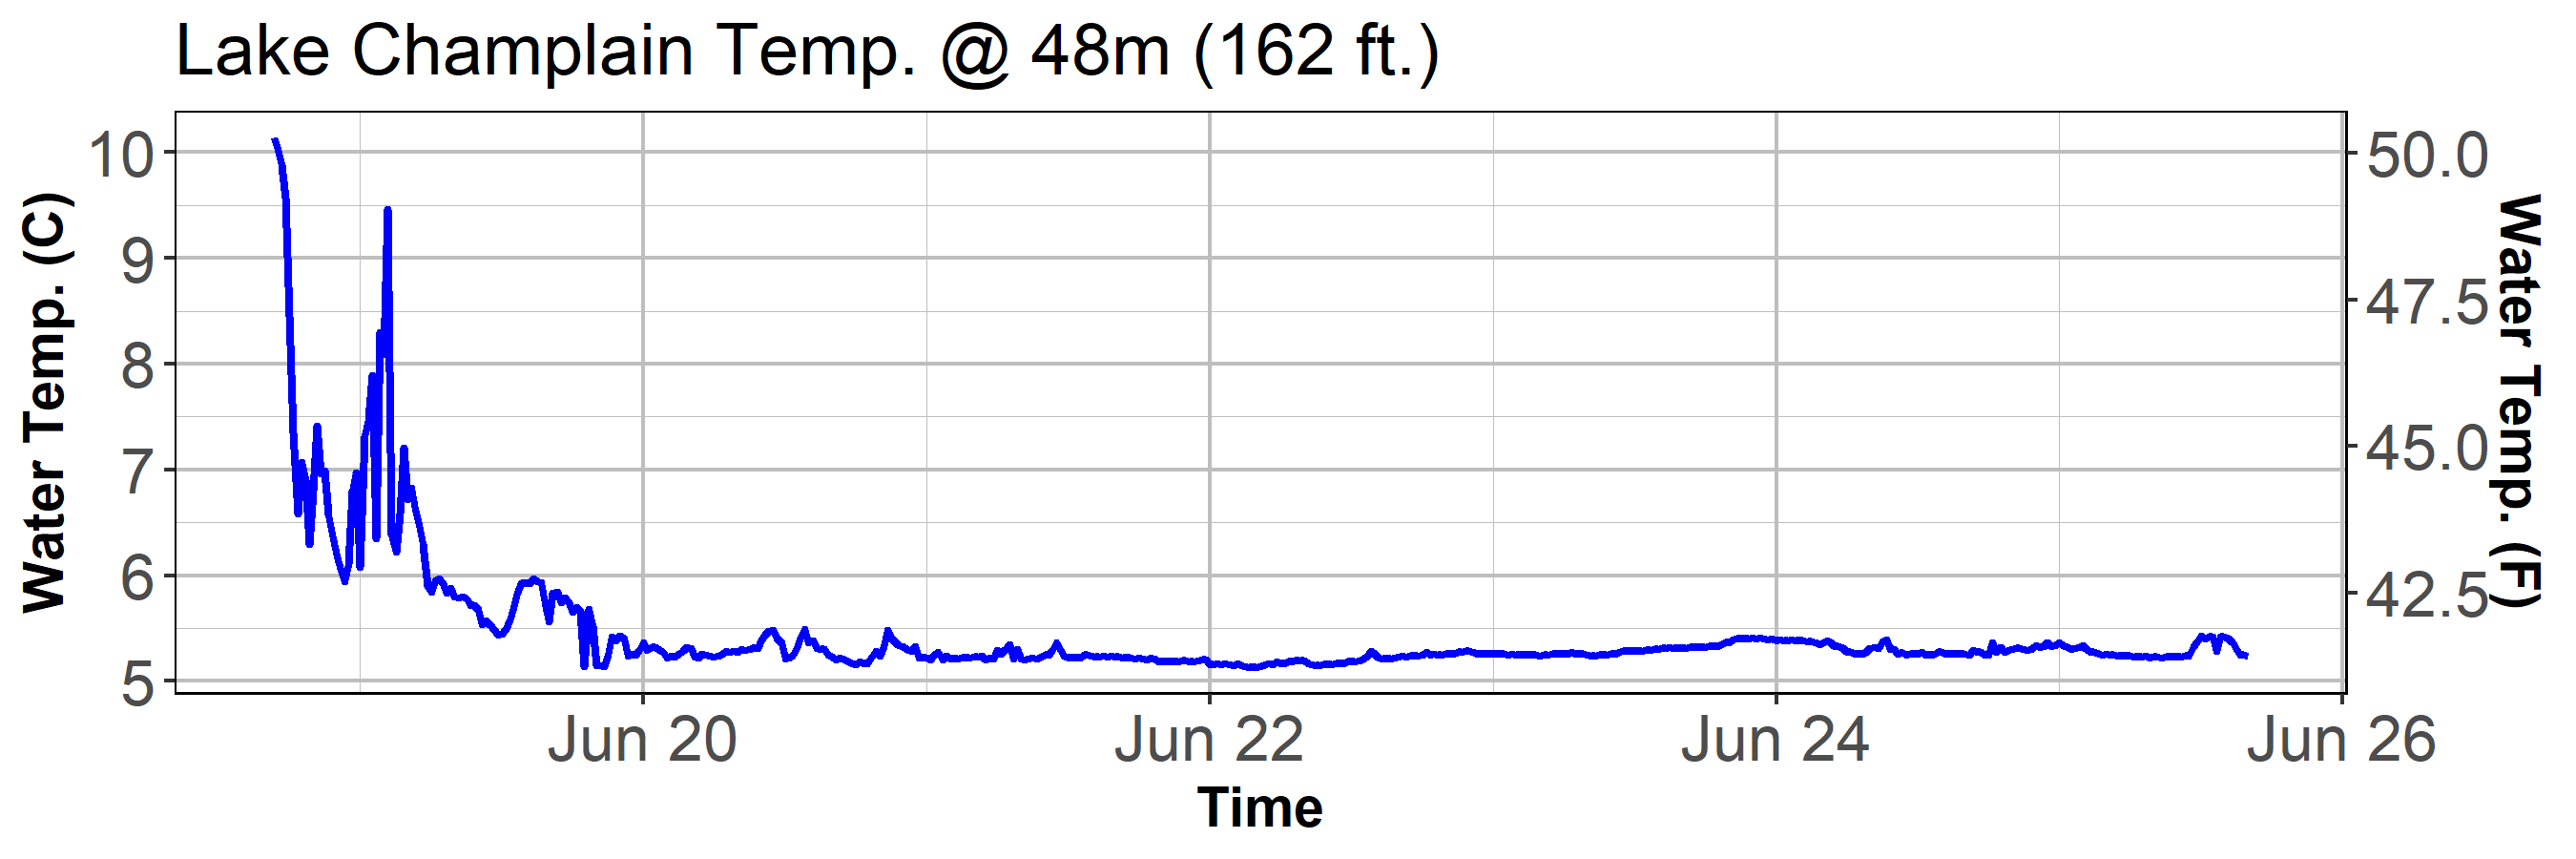 Lake Champlain Temp. @ 48m (162 ft.)
Water Temp. (C)
10
9
8
7
6
5
50.0
47.5
45.0
42.5
Water Temp. (F)
Jun 20 Jun 22 Jun 24 Jun 26
Time